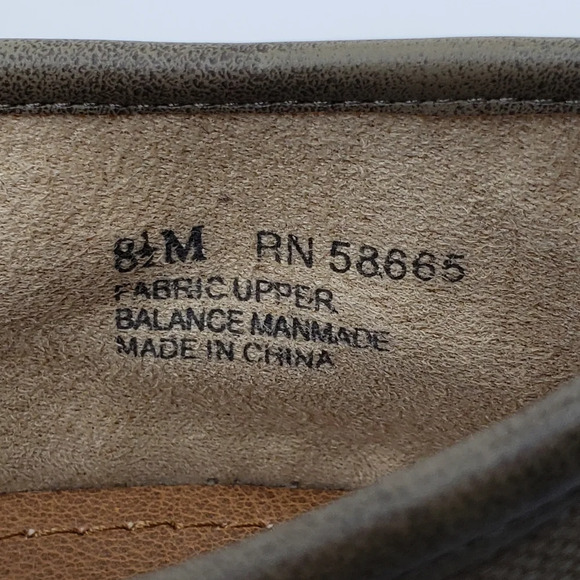 8½M RN 58665
FABRIC UPPER
BALANCE MANMADE
MADE IN CHINA